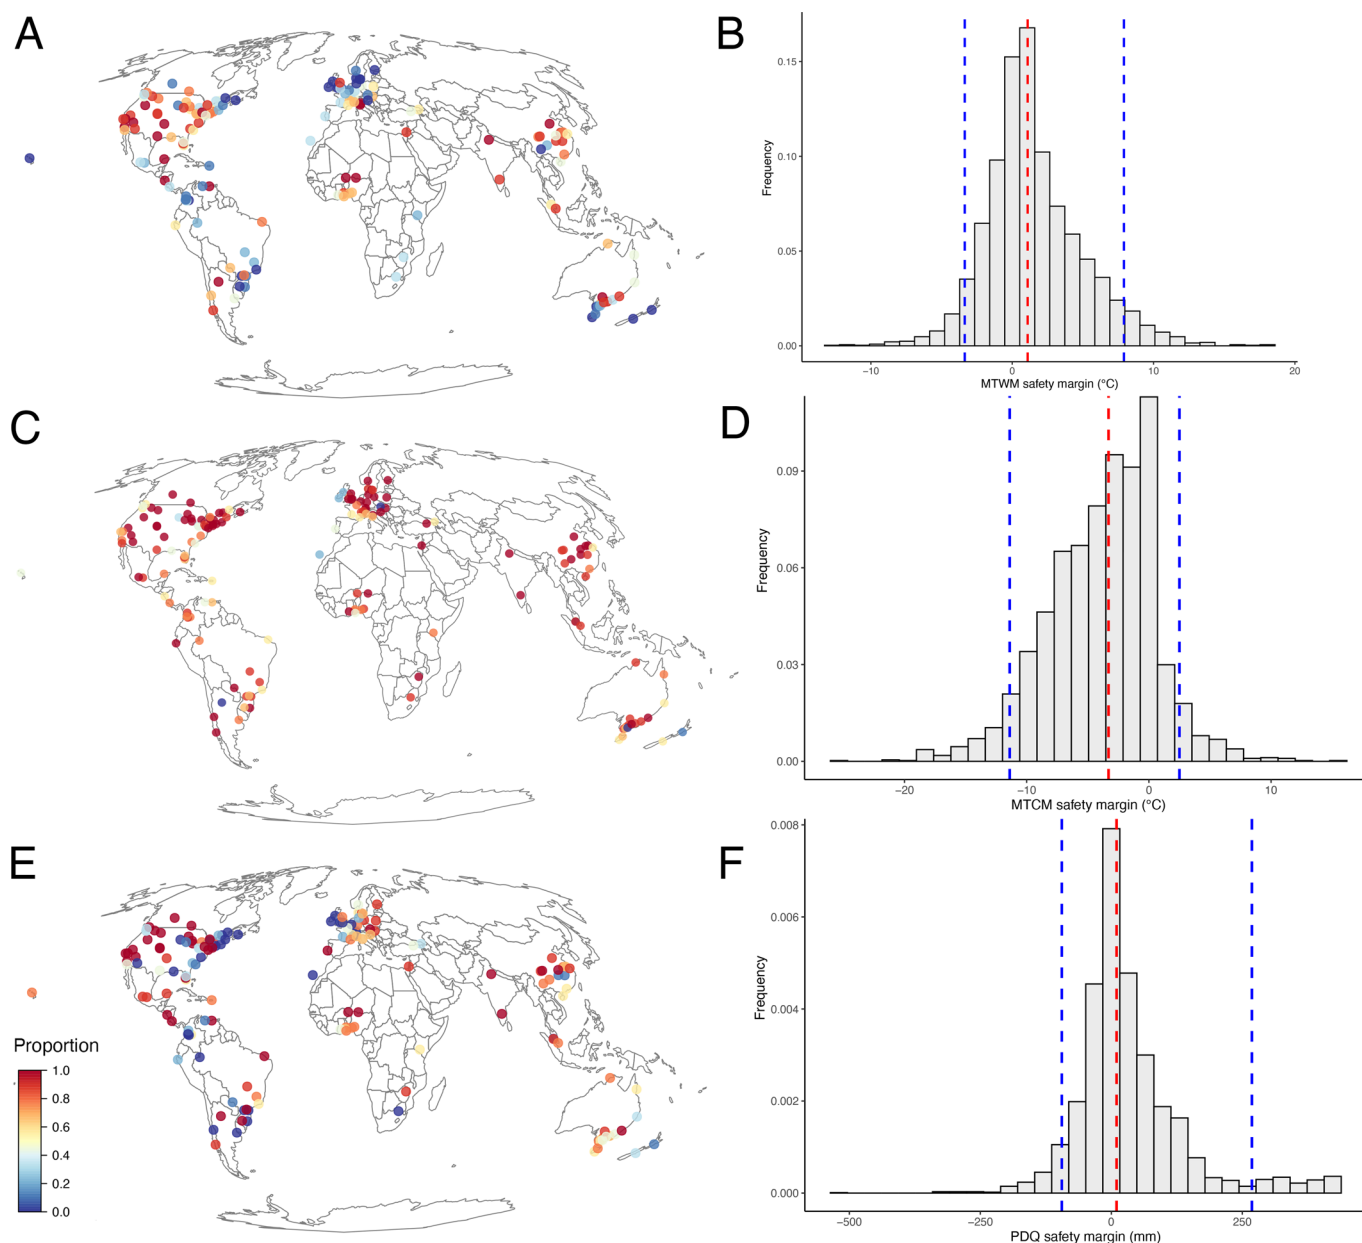 A
B
0.15
0.10
0.05
0.00
Frequency
−10
0
10
20
MTWM safety margin (°C)
C
D
0.09
0.06
0.03
0.00
Frequency
−20
−10
0
10
MTCM safety margin (°C)
E
Proportion
1.0
0.8
0.6
0.4
0.2
0.0
F
0.008
0.006
0.004
0.002
0.000
Frequency
−500
−250
0
250
PDQ safety margin (mm)